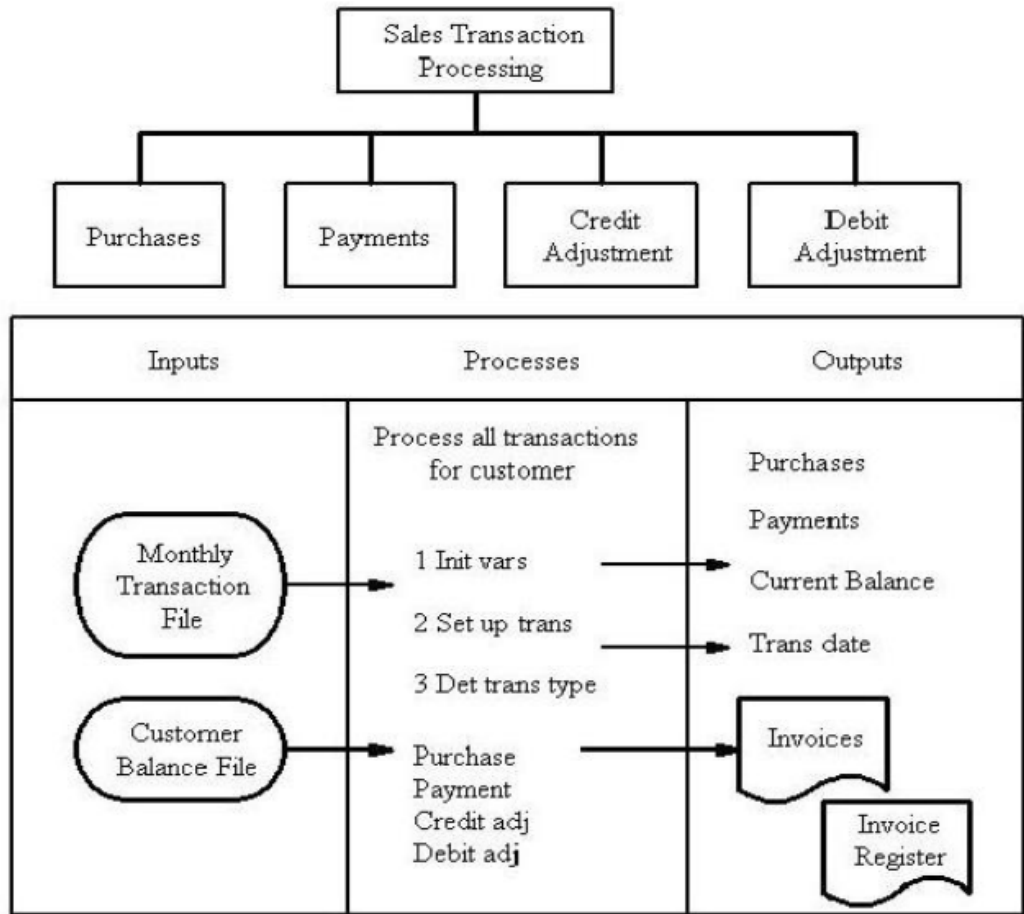 Sales Transaction
Processing
Purchases
Payments
Credit
Adjustment
Debit
Adjustment
Inputs
Processes
Outputs
Monthly
Transaction
File
Customer
Balance File
Process all transactions
for customer
1 Init vars
2 Set up trans
3 Det trans type
Purchase
Payment
Credit adj
Debit adj
Purchases
Payments
Current Balance
Trans date
Invoices
Invoice
Register